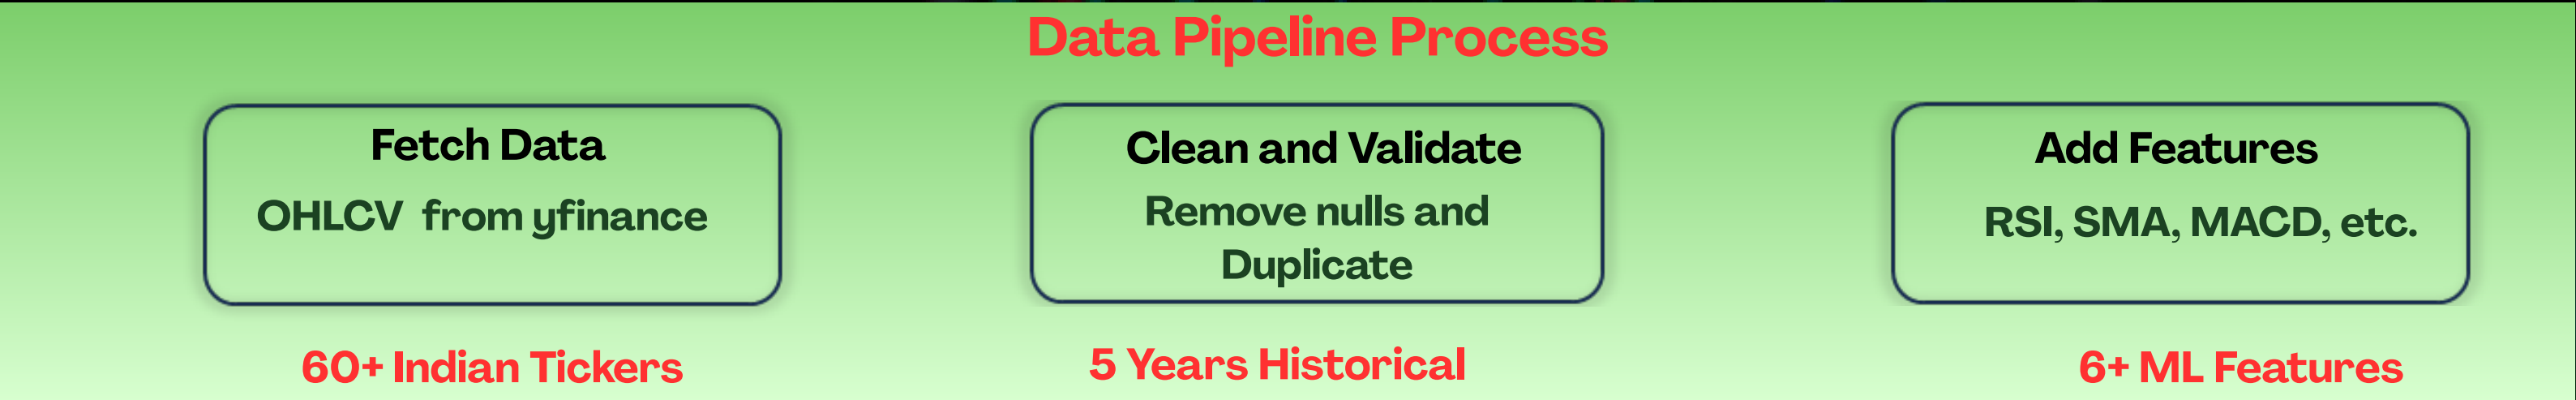 Data Pipeline Process
Fetch Data
OHLCV from yfinance
Clean and Validate
Remove nulls and
Duplicate
Add Features
RSI, SMA, MACD, etc.
60+ Indian Tickers
5 Years Historical
6+ ML Features